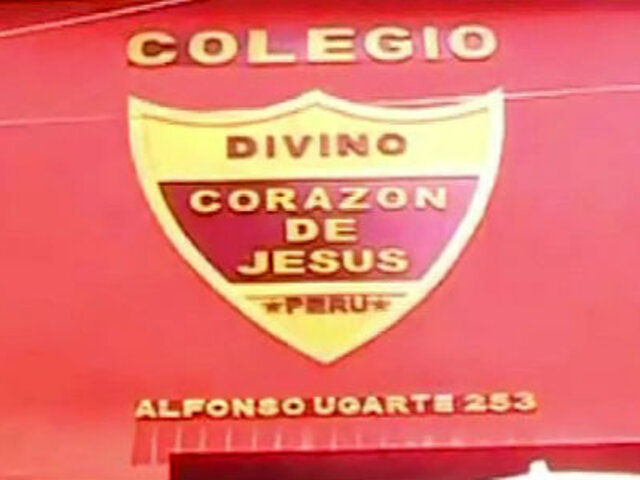 COLEGIO
DIVINO
CORAZON
DE
JESUS
★PERU★
ALFONSO UGARTE 253